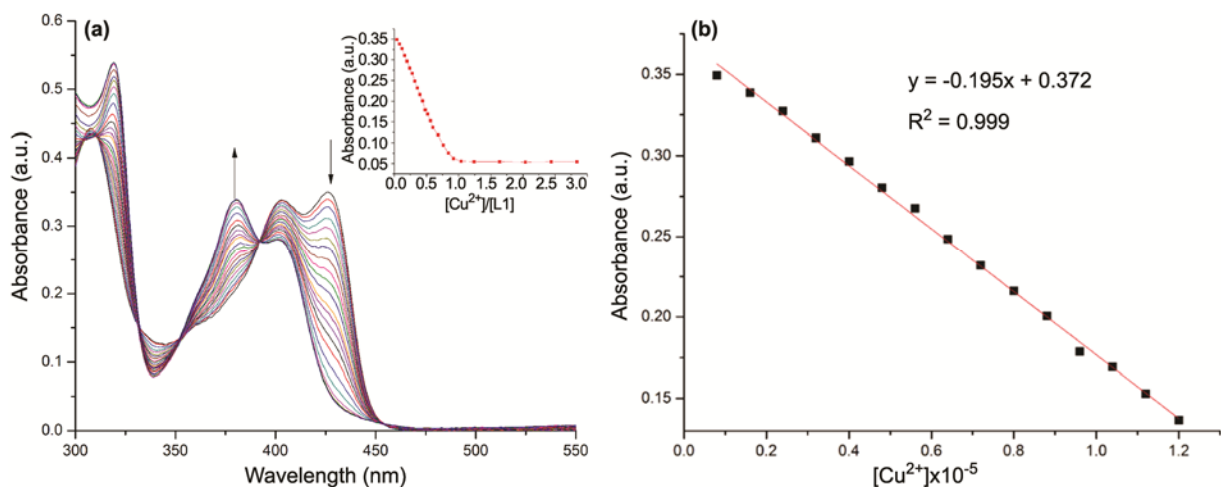 (a)
0.6
0.5
0.4
0.3
0.2
0.1
0.0
Absorbance (a.u.)
300 350 400 450 500 550
Wavelength (nm)
0.35
0.30
0.25
0.20
0.15
0.10
0.05
Absorbance (a.u.)
0.0 0.5 1.0 1.5 2.0 2.5 3.0
[Cu²⁺]/[L1]
(b)
y = -0.195x + 0.372
R² = 0.999
0.35
0.30
0.25
0.20
0.15
Absorbance (a.u.)
0.0 0.2 0.4 0.6 0.8 1.0 1.2
[Cu²⁺]x10⁻⁵